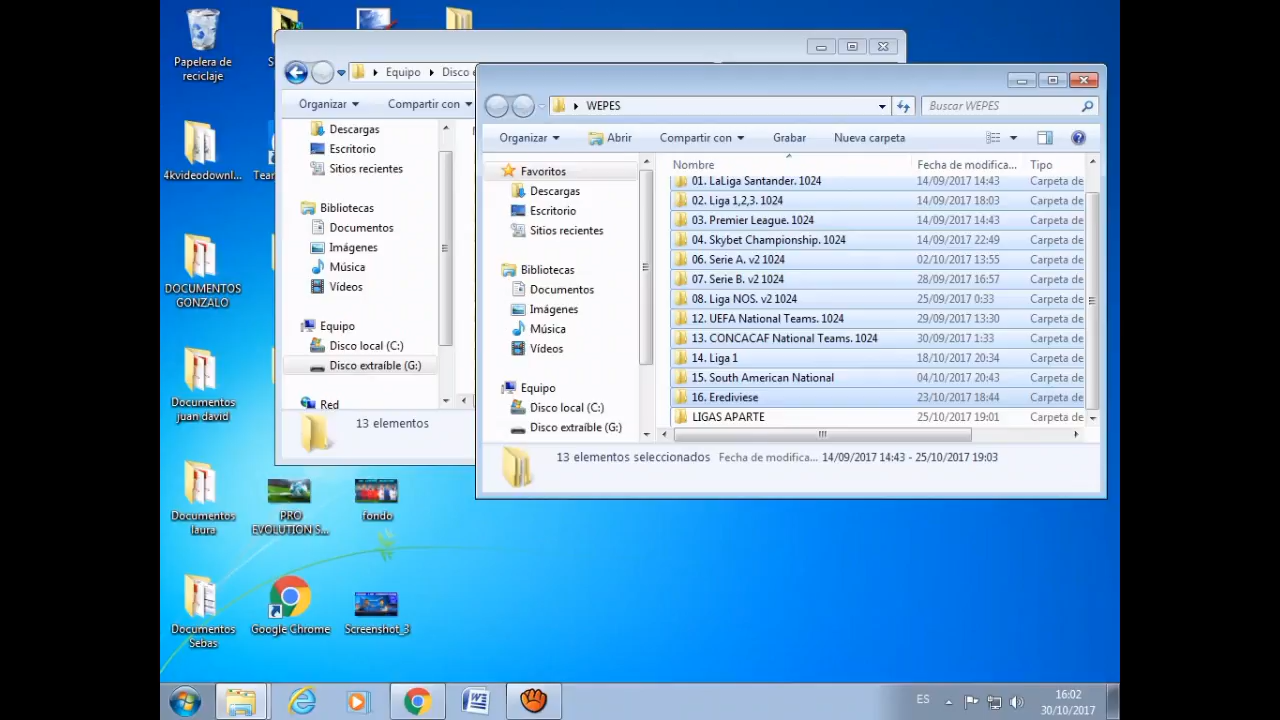 Papelera de
reciclaje
4kvideodownl...
DOCUMENTOS
GONZALO
Documentos
juan david
Documentos
laura
PRO
EVOLUTION S...
fondo
Documentos
Sebas
Google Chrome
Screenshot_3
Equipo
Organizar
Compartir con
Descargas
Escritorio
Sitios recientes
Bibliotecas
Documentos
Imágenes
Música
Vídeos
Equipo
Disco local (C:)
Disco extraíble (G:)
Red
13 elementos
WEPES
Buscar WEPES
Organizar
Abrir
Compartir con
Grabar
Nueva carpeta
Favoritos
Descargas
Escritorio
Sitios recientes
Bibliotecas
Documentos
Imágenes
Música
Vídeos
Equipo
Disco local (C:)
Disco extraíble (G:)
Nombre Fecha de modifica... Tipo
01. LaLiga Santander. 1024 14/09/2017 14:43 Carpeta de
02. Liga 1,2,3. 1024 14/09/2017 18:03 Carpeta de
03. Premier League. 1024 14/09/2017 14:43 Carpeta de
04. Skybet Championship. 1024 14/09/2017 22:49 Carpeta de
06. Serie A. v2 1024 02/10/2017 13:55 Carpeta de
07. Serie B. v2 1024 28/09/2017 16:57 Carpeta de
08. Liga NOS. v2 1024 25/09/2017 0:33 Carpeta de
12. UEFA National Teams. 1024 29/09/2017 13:30 Carpeta de
13. CONCACAF National Teams. 1024 30/09/2017 1:33 Carpeta de
14. Liga 1 18/10/2017 20:34 Carpeta de
15. South American National 04/10/2017 20:43 Carpeta de
16. Erediviese 23/10/2017 18:44 Carpeta de
LIGAS APARTE 25/10/2017 19:01 Carpeta de
13 elementos seleccionados Fecha de modifica... 14/09/2017 14:43 - 25/10/2017 19:03
ES
16:02
30/10/2017